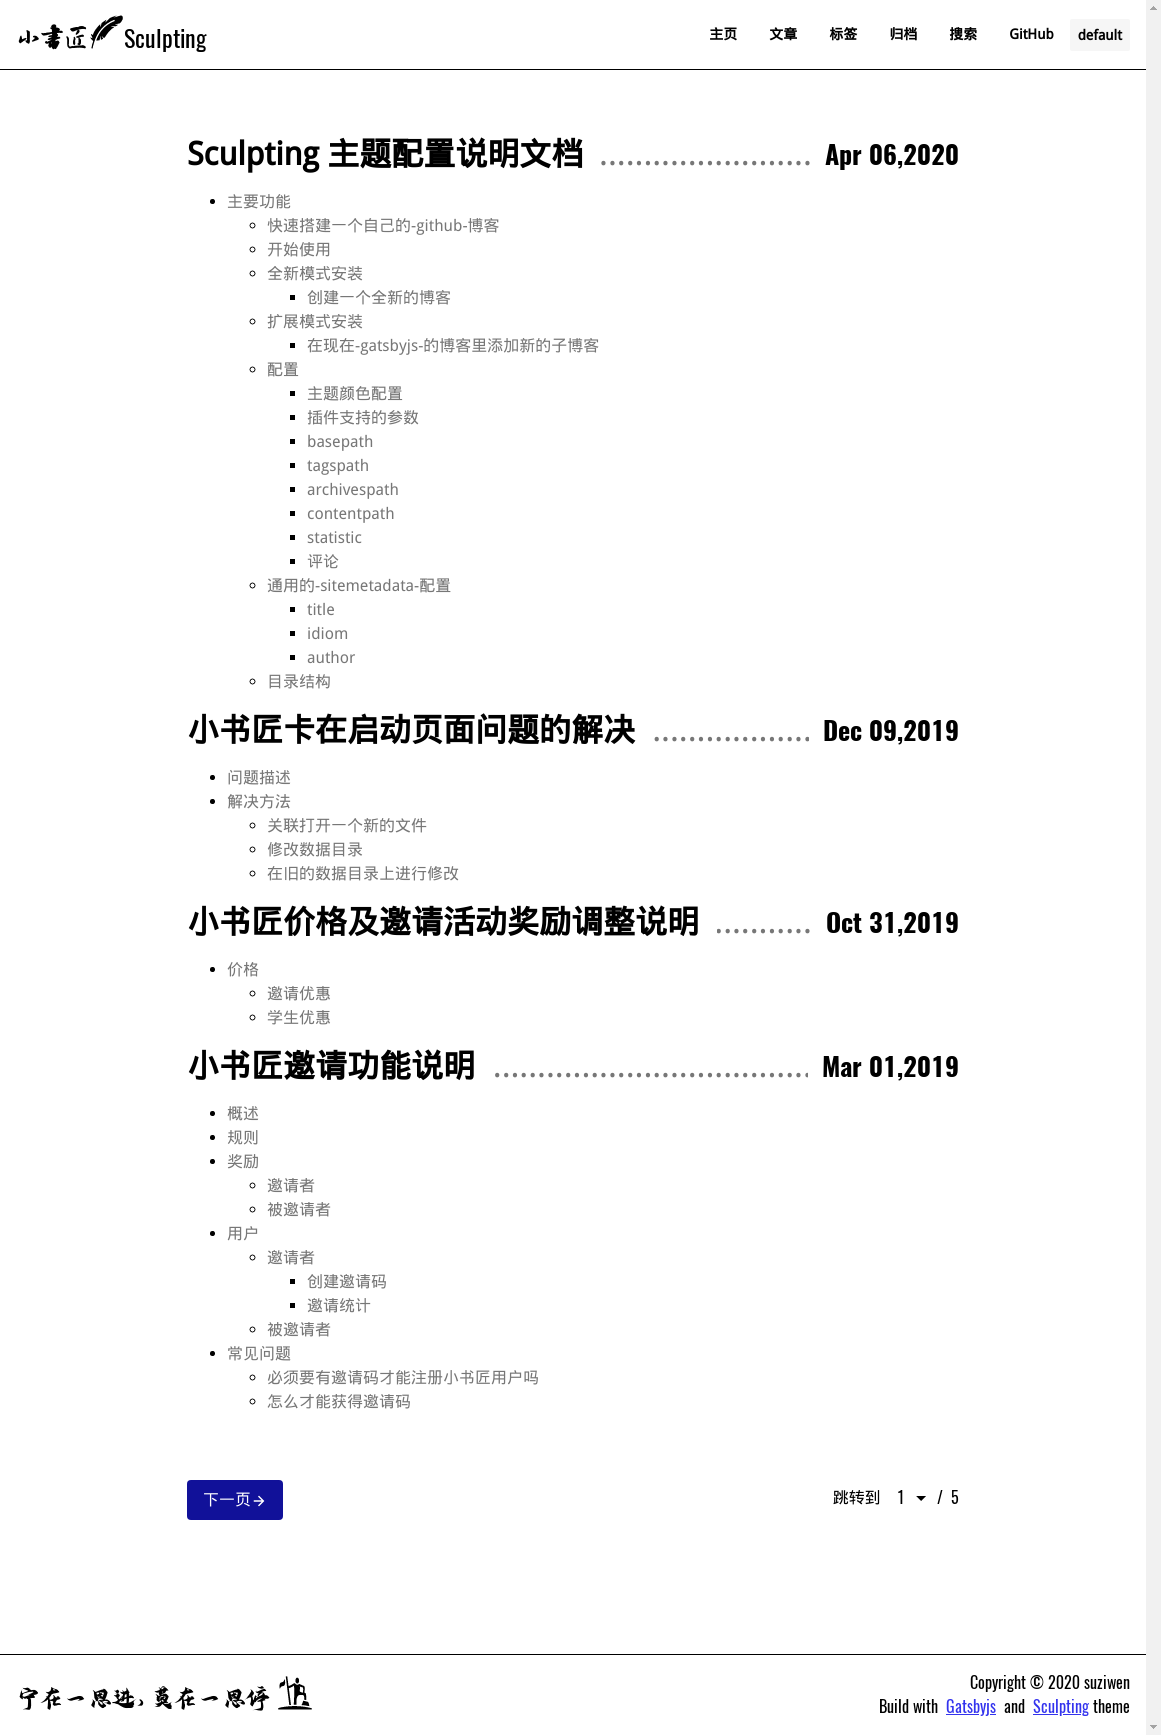 小書匠 Sculpting 主页 文章 标签 归档 搜索 GitHub default
Sculpting 主题配置说明文档 ........................ Apr 06,2020
主要功能
快速搭建一个自己的-github-博客
开始使用
全新模式安装
创建一个全新的博客
扩展模式安装
在现在-gatsbyjs-的博客里添加新的子博客
配置
主题颜色配置
插件支持的参数
basepath
tagspath
archivespath
contentpath
statistic
评论
通用的-sitemetadata-配置
title
idiom
author
目录结构
小书匠卡在启动页面问题的解决 .................. Dec 09,2019
问题描述
解决方法
关联打开一个新的文件
修改数据目录
在旧的数据目录上进行修改
小书匠价格及邀请活动奖励调整说明 ........... Oct 31,2019
价格
邀请优惠
学生优惠
小书匠邀请功能说明 .................................... Mar 01,2019
概述
规则
奖励
邀请者
被邀请者
用户
邀请者
创建邀请码
邀请统计
被邀请者
常见问题
必须要有邀请码才能注册小书匠用户吗
怎么才能获得邀请码
下一页→ 跳转到 1 / 5
宁在一思进，莫在一思停 Copyright © 2020 suziwen
Build with Gatsbyjs and Sculpting theme